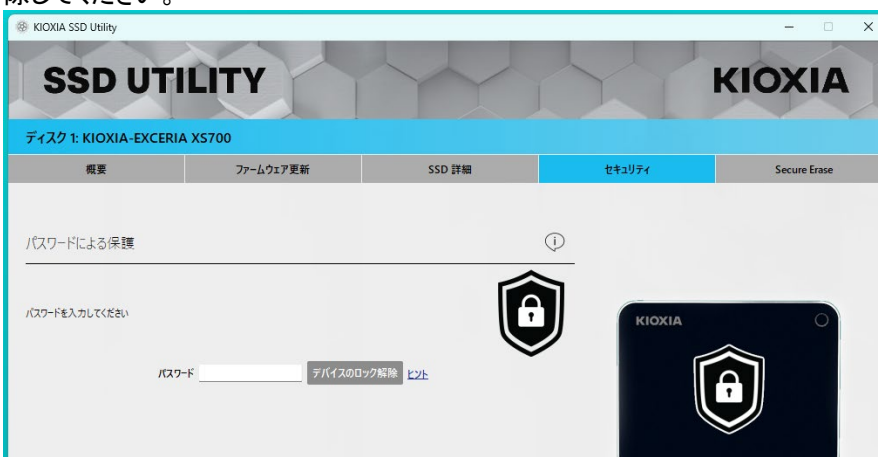 除してください。
KIOXIA SSD Utility
SSD UTILITY
KIOXIA
ディスク 1: KIOXIA-EXCERIA XS700
概要 ファームウェア更新 SSD 詳細 セキュリティ Secure Erase
パスワードによる保護
パスワードを入力してください
KIOXIA
パスワード デバイスのロック解除 ヒント